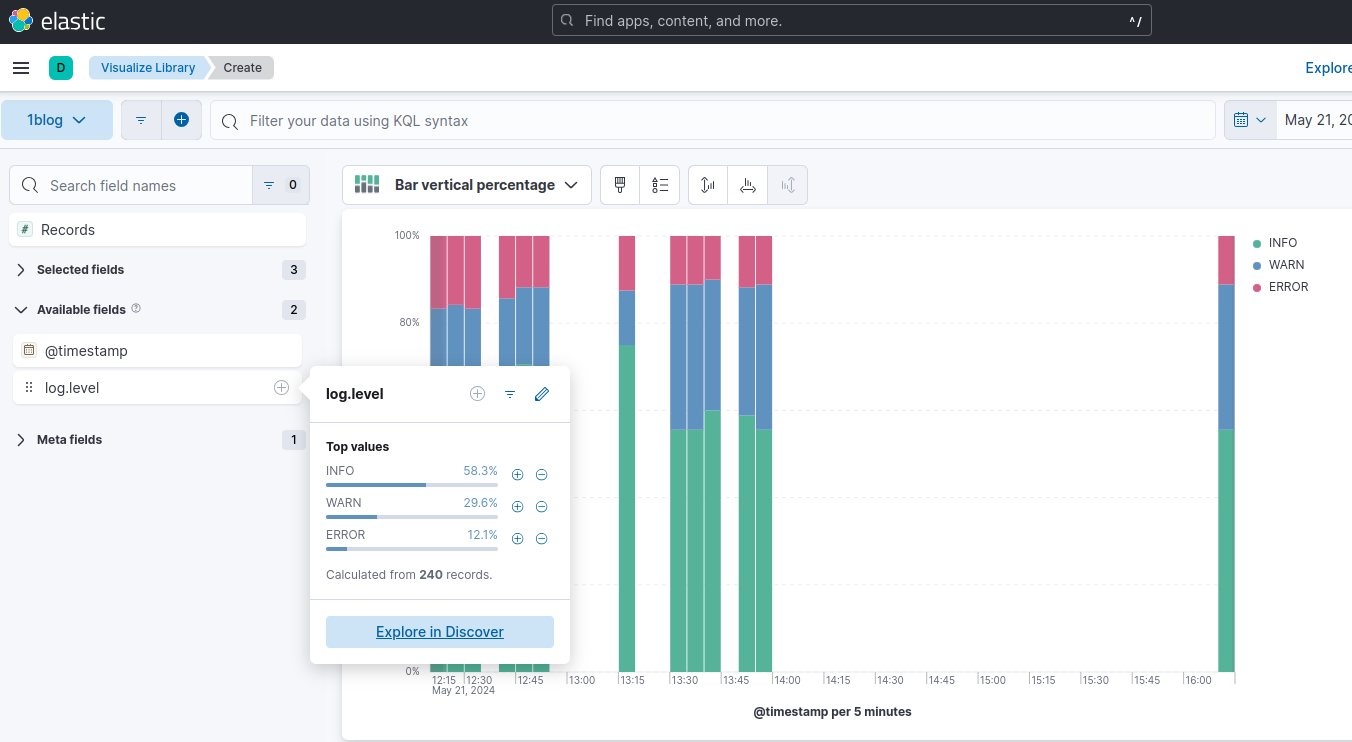 elastic
Find apps, content, and more.
^/
D
Visualize Library
Create
Explore
1blog
Filter your data using KQL syntax
May 21, 20
Search field names
0
Bar vertical percentage
# Records
Selected fields
3
Available fields
2
@timestamp
log.level
Meta fields
1
log.level
Top values
INFO 58.3%
WARN 29.6%
ERROR 12.1%
Calculated from 240 records.
Explore in Discover
100%
80%
0%
12:15 12:30 12:45 13:00 13:15 13:30 13:45 14:00 14:15 14:30 14:45 15:00 15:15 15:30 15:45 16:00
May 21, 2024
@timestamp per 5 minutes
INFO
WARN
ERROR